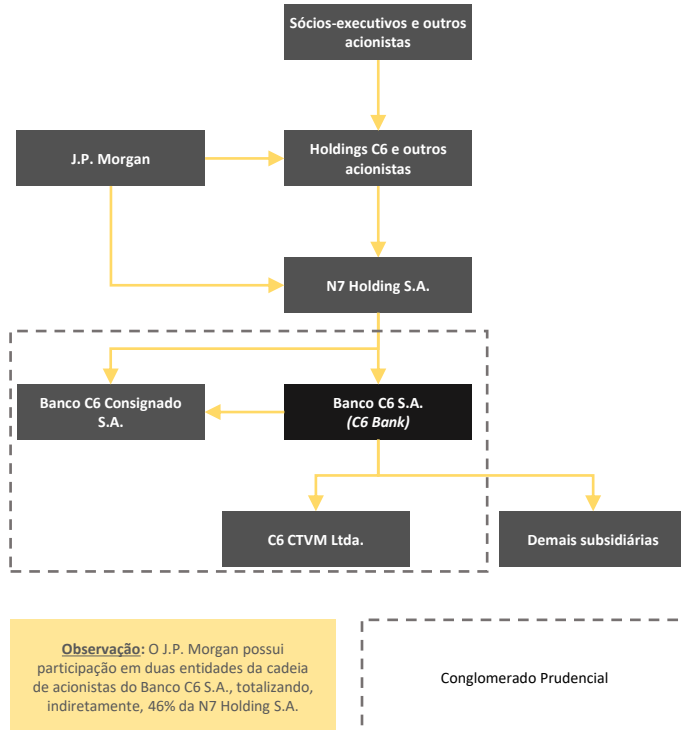 Sócios-executivos e outros
acionistas
J.P. Morgan
Holdings C6 e outros
acionistas
N7 Holding S.A.
Banco C6 Consignado
S.A.
Banco C6 S.A.
(C6 Bank)
C6 CTVM Ltda.
Demais subsidiárias
Observação: O J.P. Morgan possui
participação em duas entidades da cadeia
de acionistas do Banco C6 S.A., totalizando,
indiretamente, 46% da N7 Holding S.A.
Conglomerado Prudencial